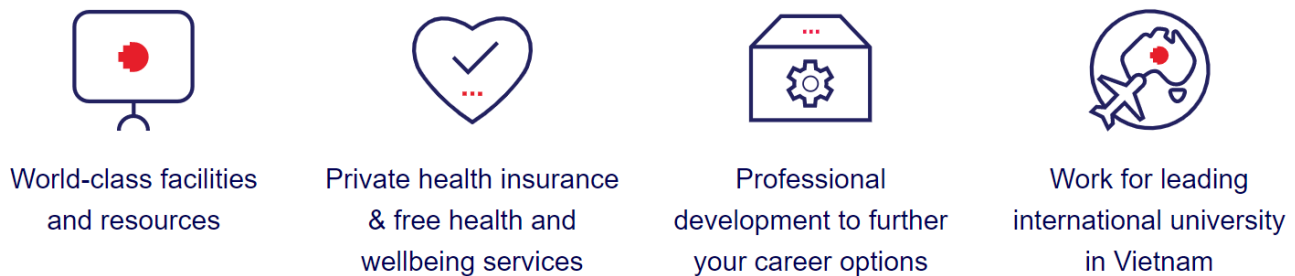 World-class facilities
and resources
Private health insurance
& free health and
wellbeing services
Professional
development to further
your career options
Work for leading
international university
in Vietnam